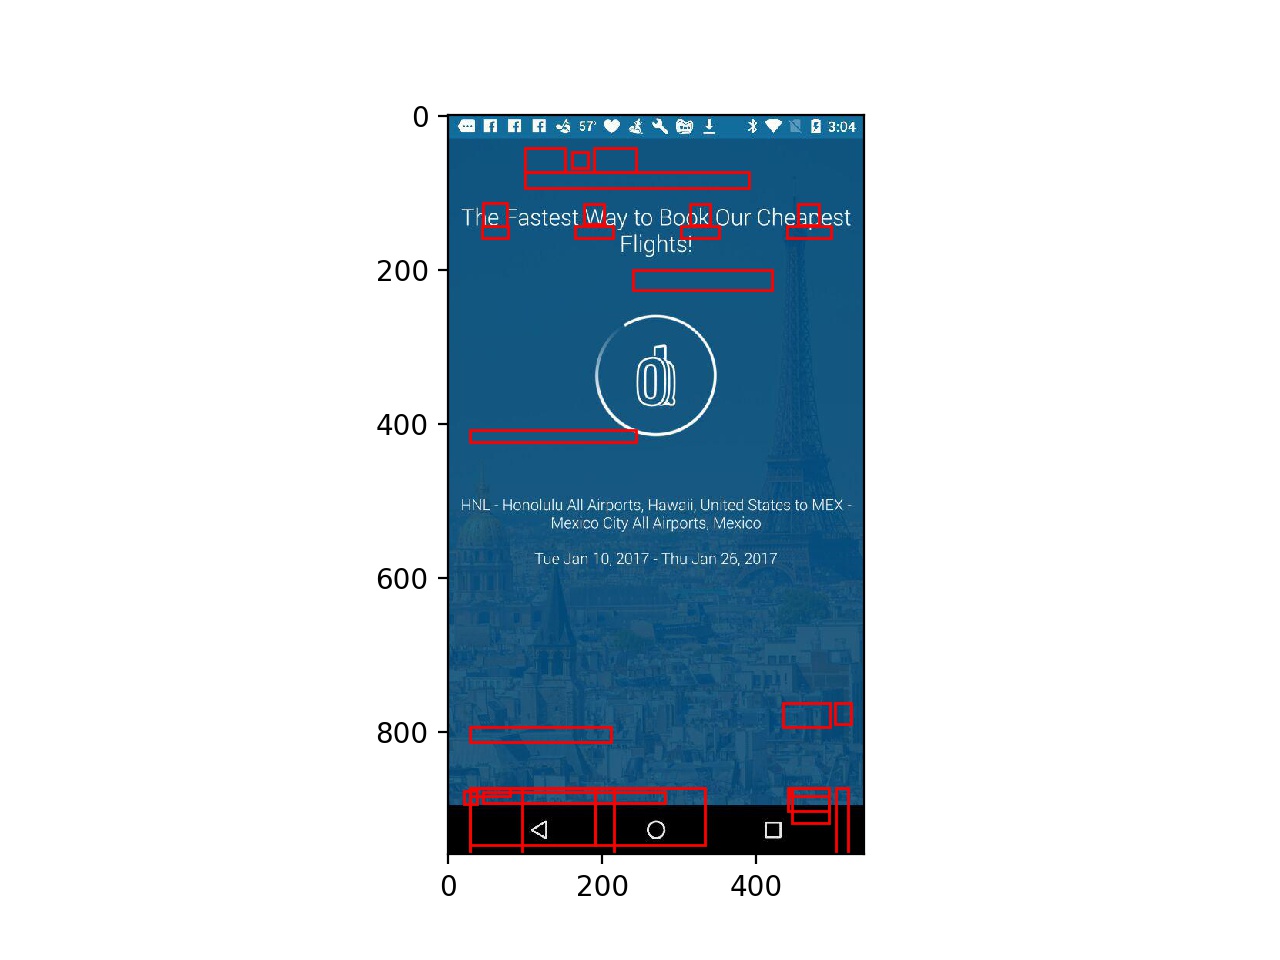 57°
3:04
The Fastest Way to Book Our Cheapest
Flights!
HNL - Honolulu All Airports, Hawaii, United States to MEX -
Mexico City All Airports, Mexico
Tue Jan 10, 2017 - Thu Jan 26, 2017
0
200
400
600
800
0
200
400